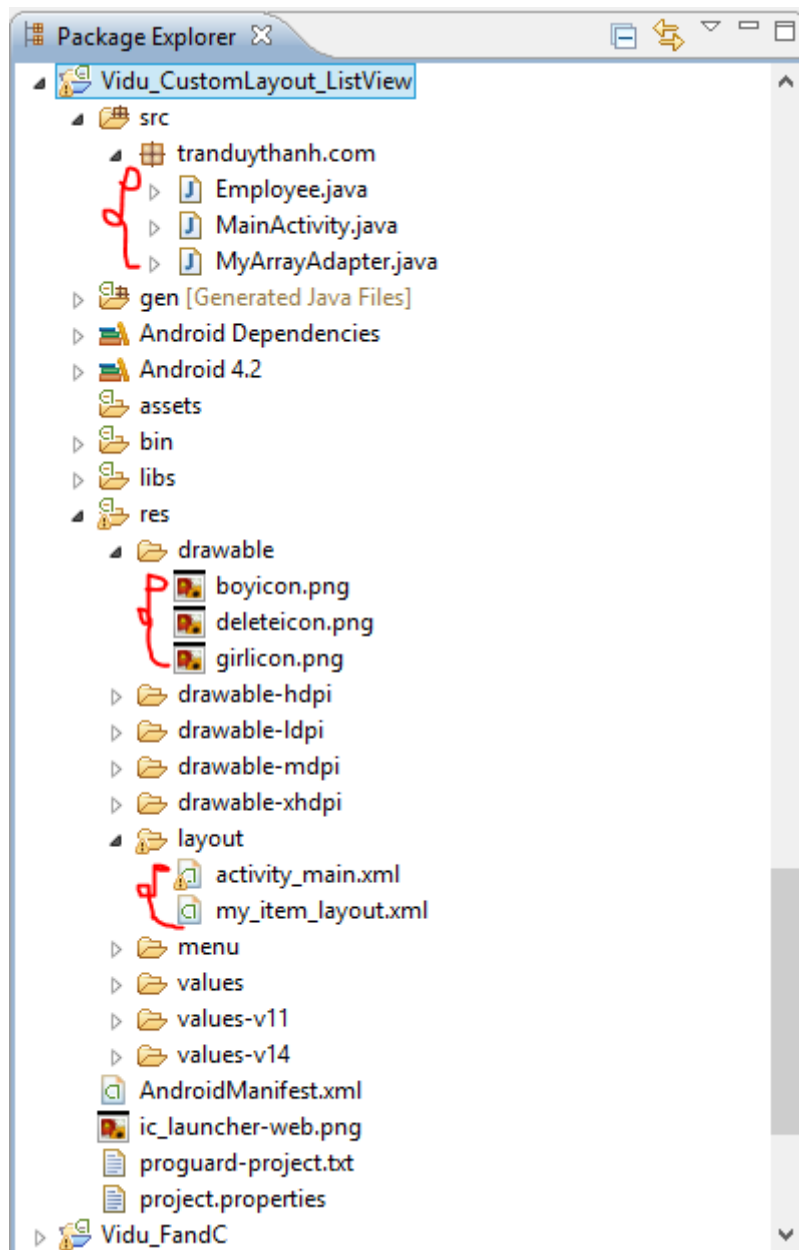 Package Explorer
Vidu_CustomLayout_ListView
src
tranduythanh.com
Employee.java
MainActivity.java
MyArrayAdapter.java
gen [Generated Java Files]
Android Dependencies
Android 4.2
assets
bin
libs
res
drawable
boyicon.png
deleteicon.png
girlicon.png
drawable-hdpi
drawable-ldpi
drawable-mdpi
drawable-xhdpi
layout
activity_main.xml
my_item_layout.xml
menu
values
values-v11
values-v14
AndroidManifest.xml
ic_launcher-web.png
proguard-project.txt
project.properties
Vidu_FandC